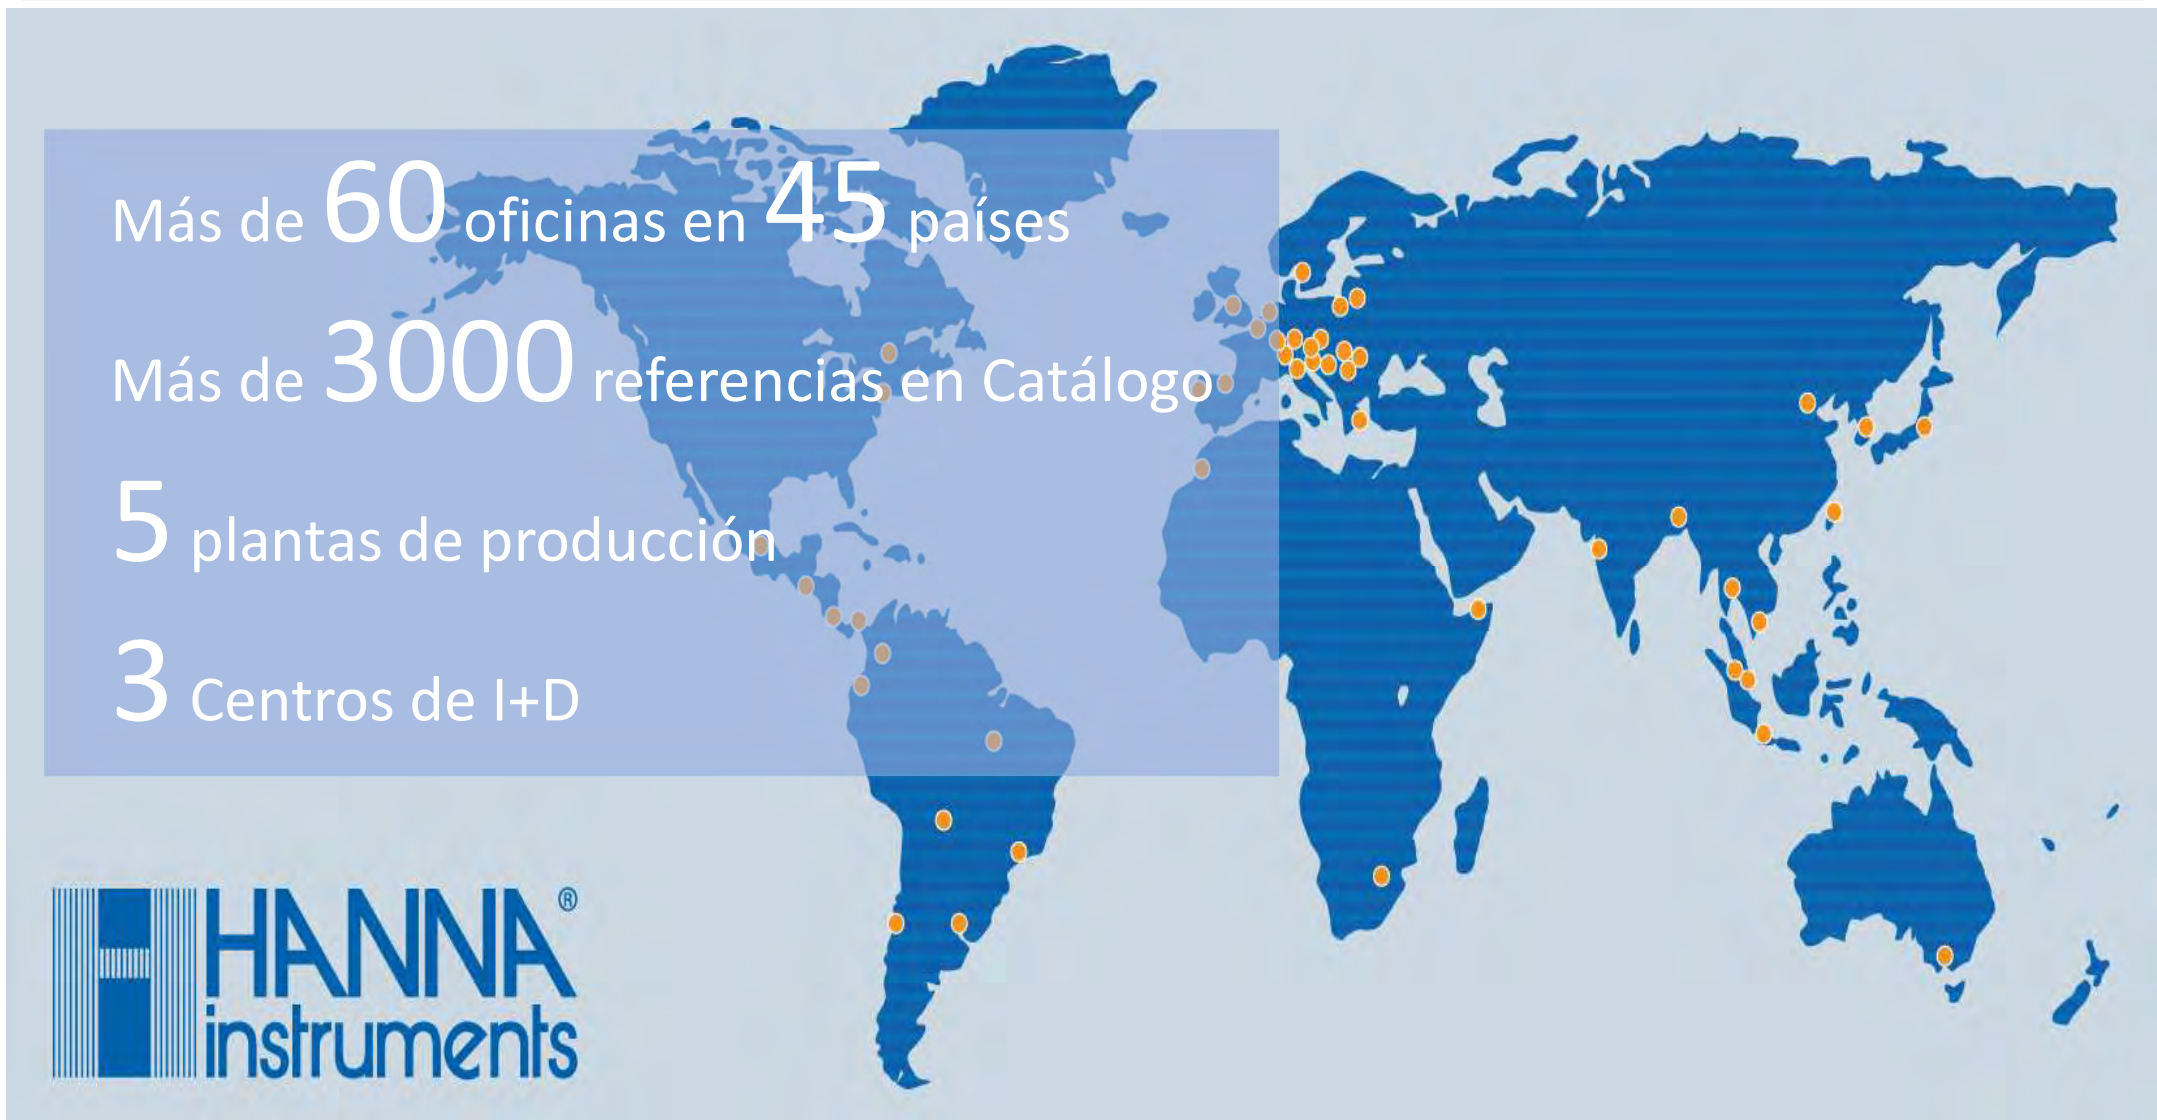 Más de 60 oficinas en 45 países
Más de 3000 referencias en Catálogo
5 plantas de producción
3 Centros de I+D
HANNA®
instruments